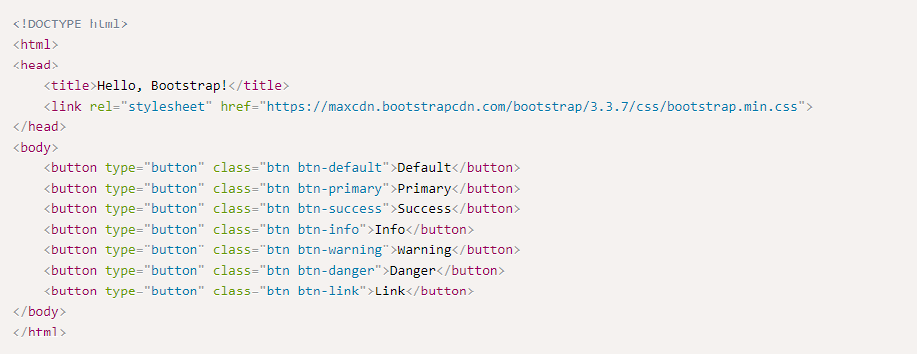 <!DOCTYPE html>
<html>
<head>
    <title>Hello, Bootstrap!</title>
    <link rel="stylesheet" href="https://maxcdn.bootstrapcdn.com/bootstrap/3.3.7/css/bootstrap.min.css">
</head>
<body>
    <button type="button" class="btn btn-default">Default</button>
    <button type="button" class="btn btn-primary">Primary</button>
    <button type="button" class="btn btn-success">Success</button>
    <button type="button" class="btn btn-info">Info</button>
    <button type="button" class="btn btn-warning">Warning</button>
    <button type="button" class="btn btn-danger">Danger</button>
    <button type="button" class="btn btn-link">Link</button>
</body>
</html>